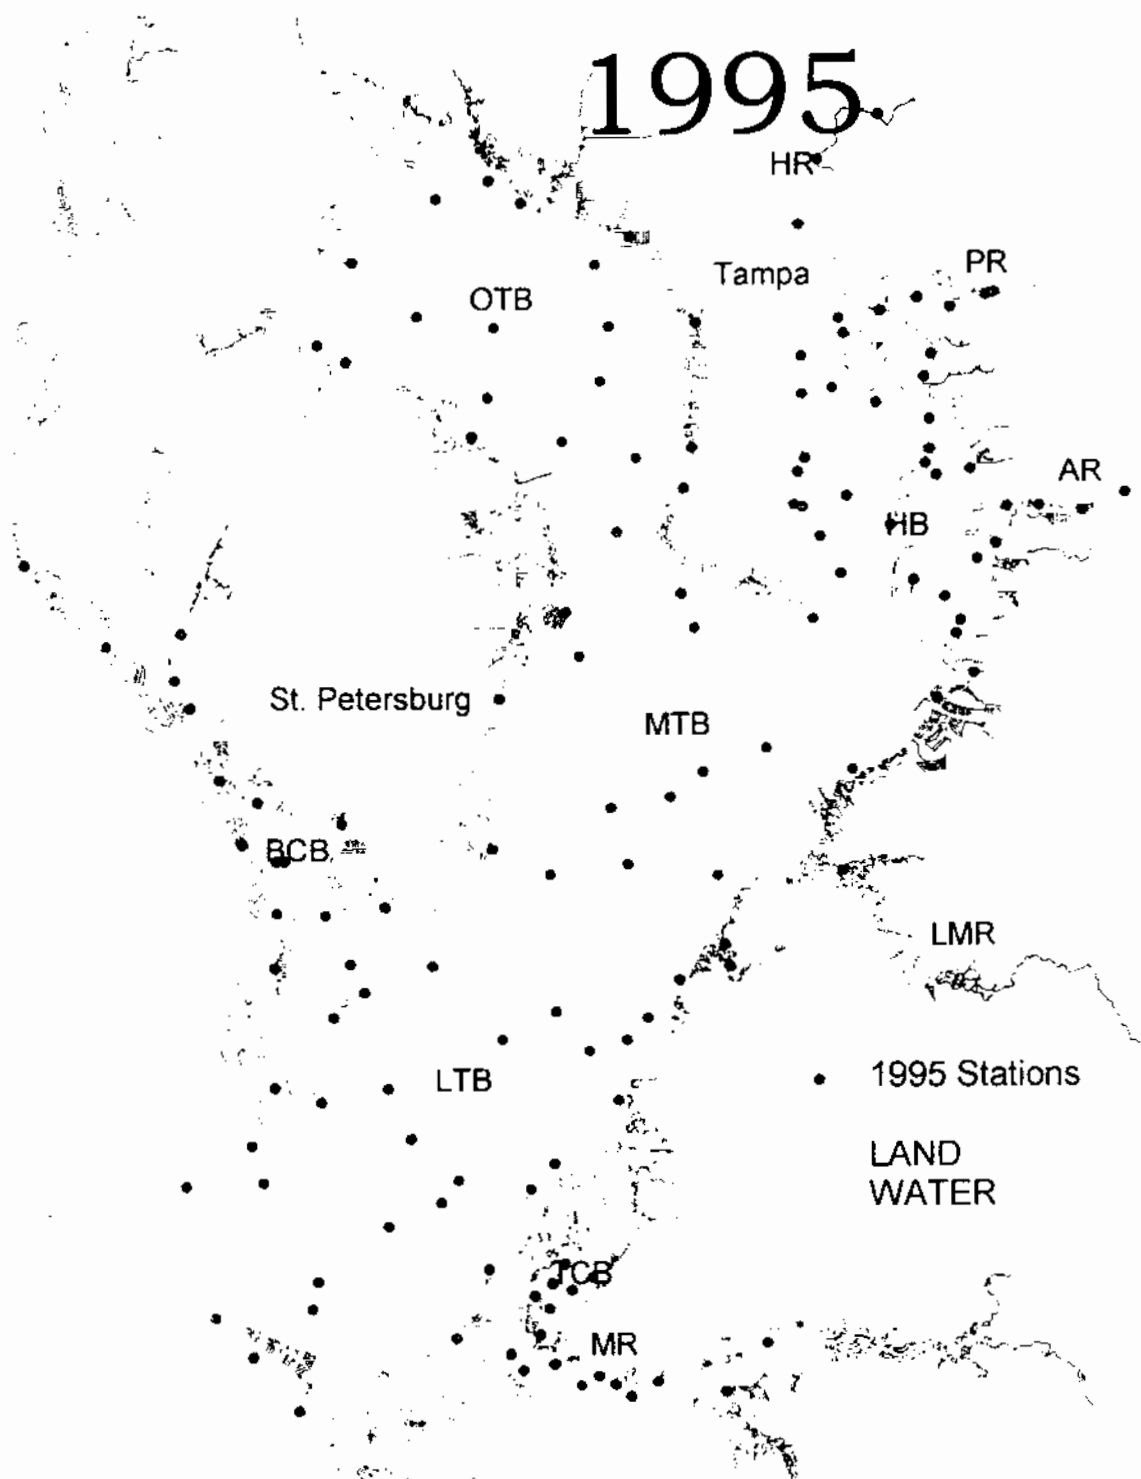 1995
HR
PR
Tampa
OTB
AR
HB
St. Petersburg
MTB
BCB
LMR
1995 Stations
LTB
LAND
WATER
TCB
MR